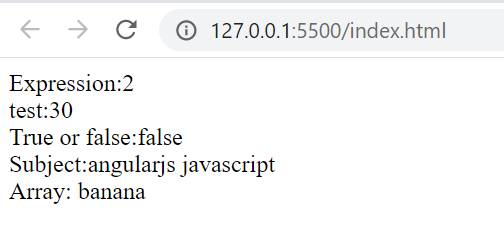 127.0.0.1:5500/index.html
Expression:2
test:30
True or false:false
Subject:angularjs javascript
Array: banana